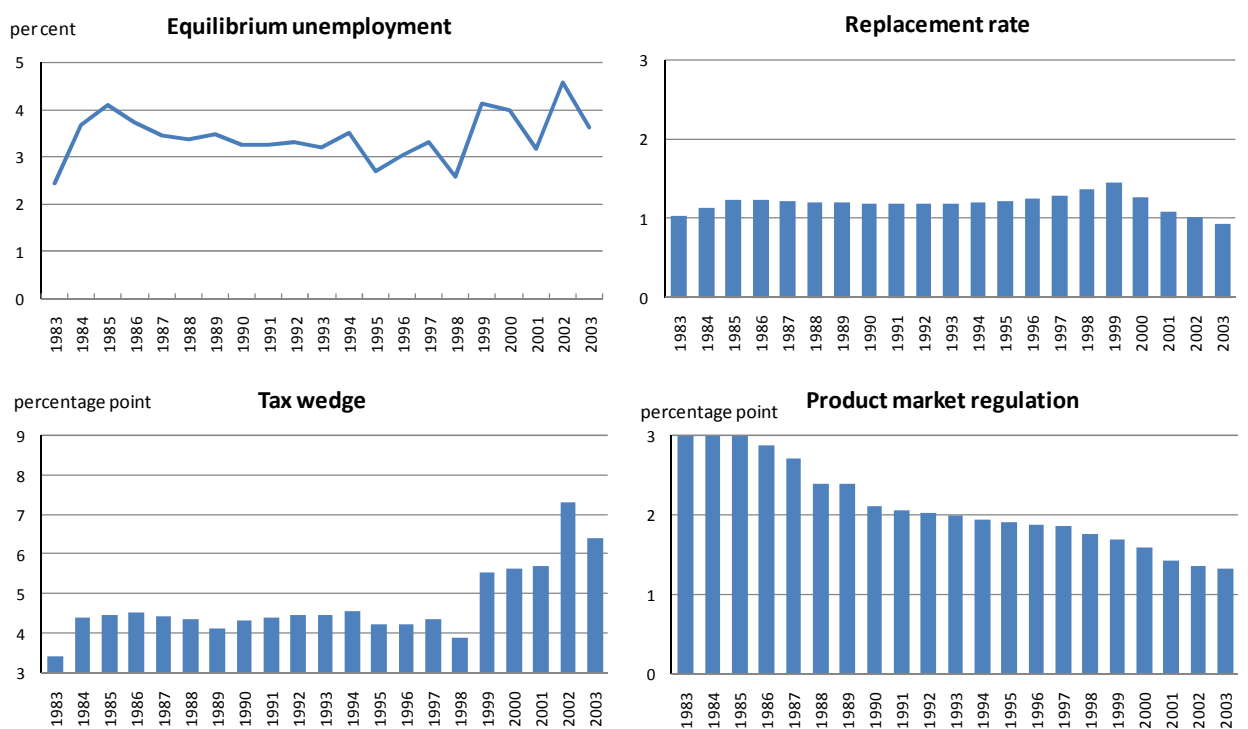 Equilibrium unemployment
percent
5
4
3
2
1
0
1983 1984 1985 1986 1987 1988 1989 1990 1991 1992 1993 1994 1995 1996 1997 1998 1999 2000 2001 2002 2003
Replacement rate
3
2
1
0
1983 1984 1985 1986 1987 1988 1989 1990 1991 1992 1993 1994 1995 1996 1997 1998 1999 2000 2001 2002 2003
percentage point Tax wedge
9
8
7
6
5
4
3
1983 1984 1985 1986 1987 1988 1989 1990 1991 1992 1993 1994 1995 1996 1997 1998 1999 2000 2001 2002 2003
percentage point Product market regulation
3
2
1
0
1983 1984 1985 1986 1987 1988 1989 1990 1991 1992 1993 1994 1995 1996 1997 1998 1999 2000 2001 2002 2003